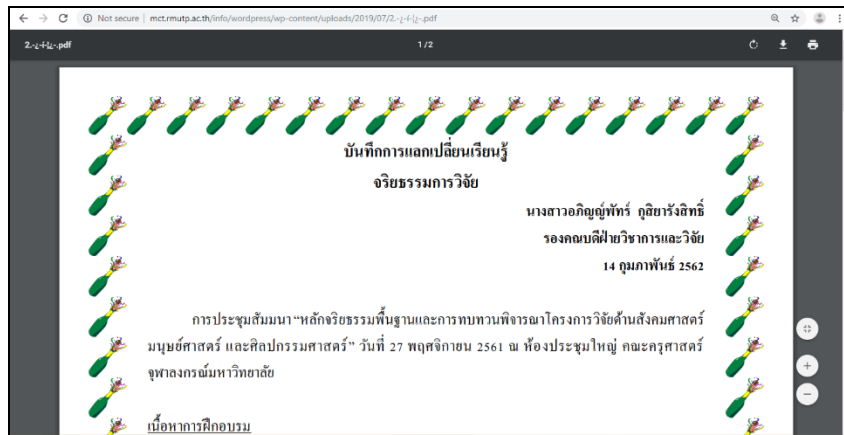 Not secure | mct.rmutp.ac.th/info/wordpress/wp-content/uploads/2019/07/2.-¿-í-|¿-.pdf
2.-¿-í-|¿-.pdf
1/2
บันทึกการแลกเปลี่ยนเรียนรู้
จริยธรรมการวิจัย
นางสาวอภิญญ์พัทร์ กุสิยารังสิทธิ์
รองคณบดีฝ่ายวิชาการและวิจัย
14 กุมภาพันธ์ 2562
การประชุมสัมมนา “หลักจริยธรรมพื้นฐานและการทบทวนพิจารณาโครงการวิจัยด้านสังคมศาสตร์
มนุษย์ศาสตร์ และศิลปกรรมศาสตร์” วันที่ 27 พฤศจิกายน 2561 ณ ห้องประชุมใหญ่ คณะครุศาสตร์
จุฬาลงกรณ์มหาวิทยาลัย
เนื้อหาการฝึกอบรม